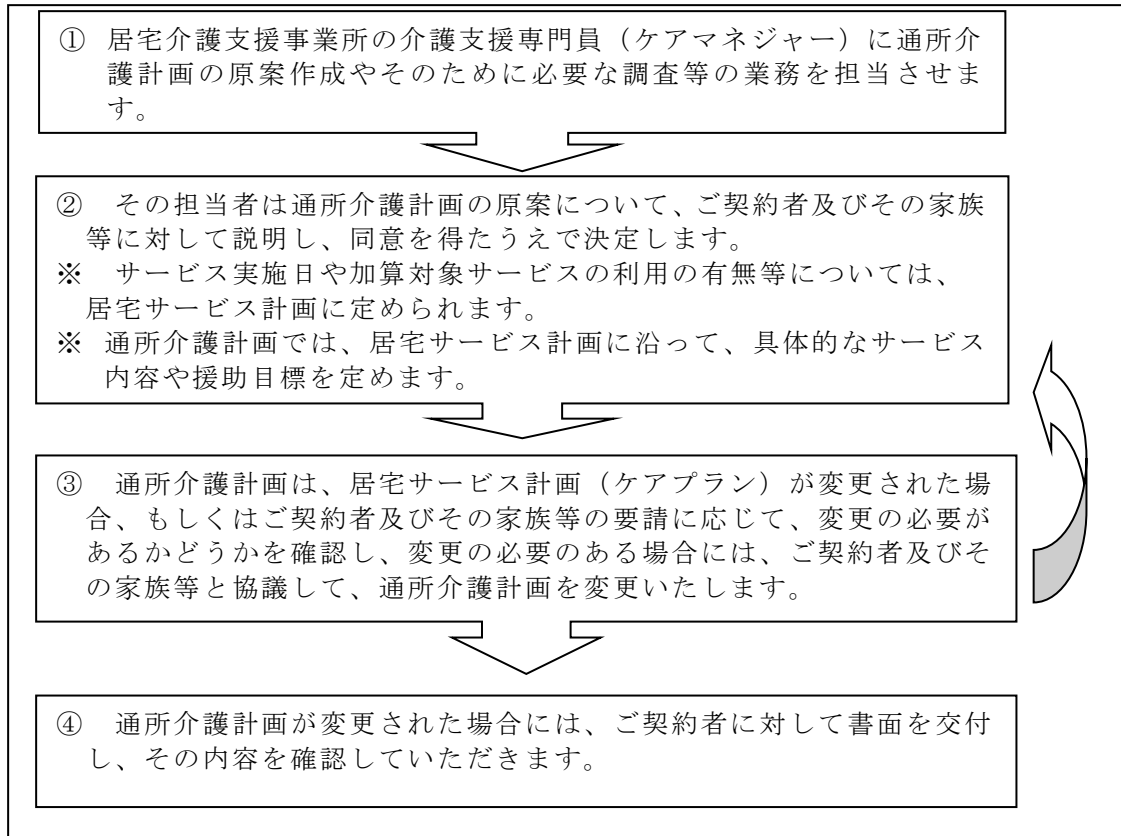 ① 居宅介護支援事業所の介護支援専門員（ケアマネジャー）に通所介
護計画の原案作成やそのために必要な調査等の業務を担当させま
す。
② その担当者は通所介護計画の原案について、ご契約者及びその家族
等に対して説明し、同意を得たうえで決定します。
※ サービス実施日や加算対象サービスの利用の有無等については、
居宅サービス計画に定められます。
※ 通所介護計画では、居宅サービス計画に沿って、具体的なサービス
内容や援助目標を定めます。
③ 通所介護計画は、居宅サービス計画（ケアプラン）が変更された場
合、もしくはご契約者及びその家族等の要請に応じて、変更の必要が
あるかどうかを確認し、変更の必要のある場合には、ご契約者及びそ
の家族等と協議して、通所介護計画を変更いたします。
④ 通所介護計画が変更された場合には、ご契約者に対して書面を交付
し、その内容を確認していただきます。